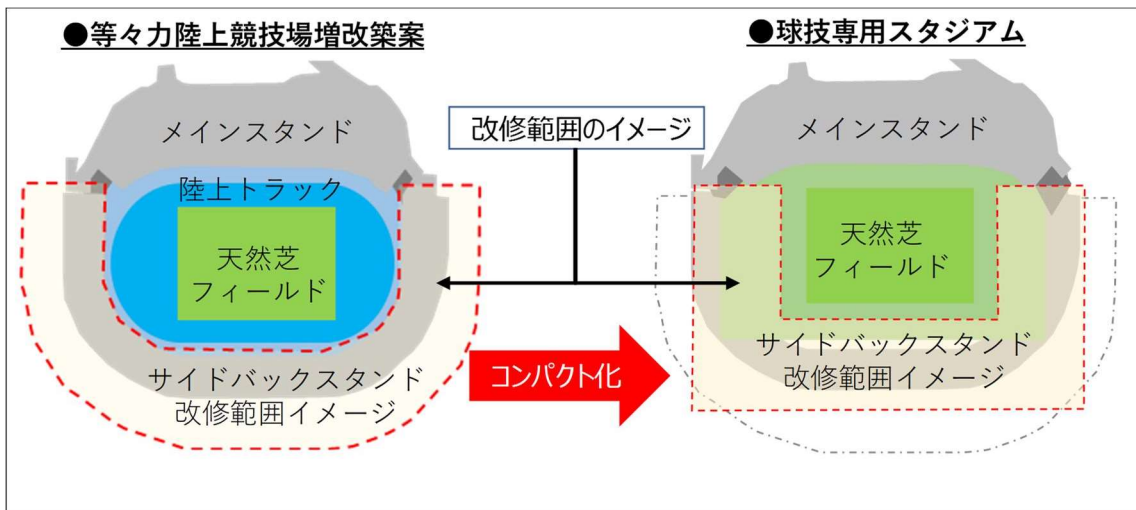 ●等々力陸上競技場増改築案
●球技専用スタジアム
メインスタンド
改修範囲のイメージ
メインスタンド
陸上トラック
天然芝
フィールド
天然芝
フィールド
サイドバックスタンド
改修範囲イメージ
コンパクト化
サイドバックスタンド
改修範囲イメージ